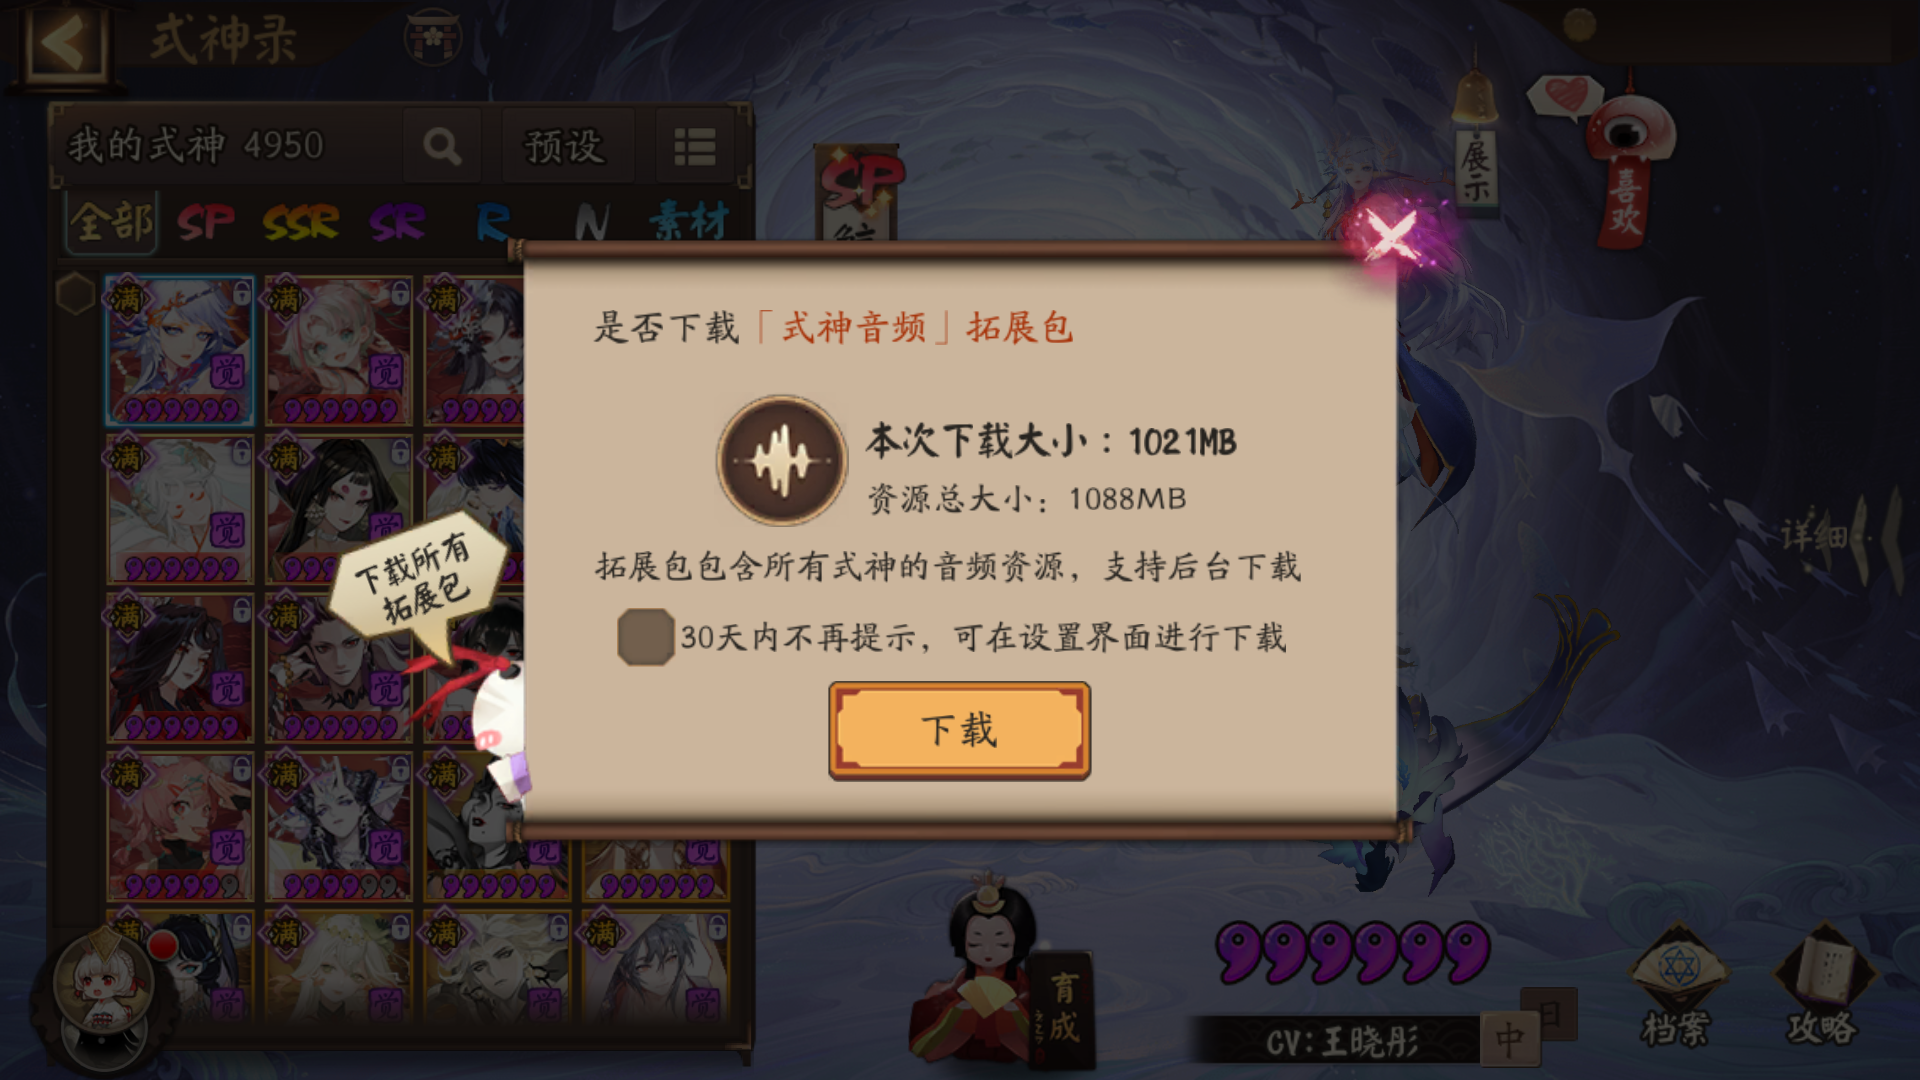 式神录
我的式神 4950
预设
全部
SP
SSR
SR
R
N
素材
SP
展示
喜欢
是否下载「式神音频」拓展包
本次下载大小：1021MB
资源总大小：1088MB
拓展包包含所有式神的音频资源，支持后台下载
30天内不再提示，可在设置界面进行下载
下载
下载所有
拓展包
满
觉
详细
育成
CV:王晓彤
中
日
档案
攻略